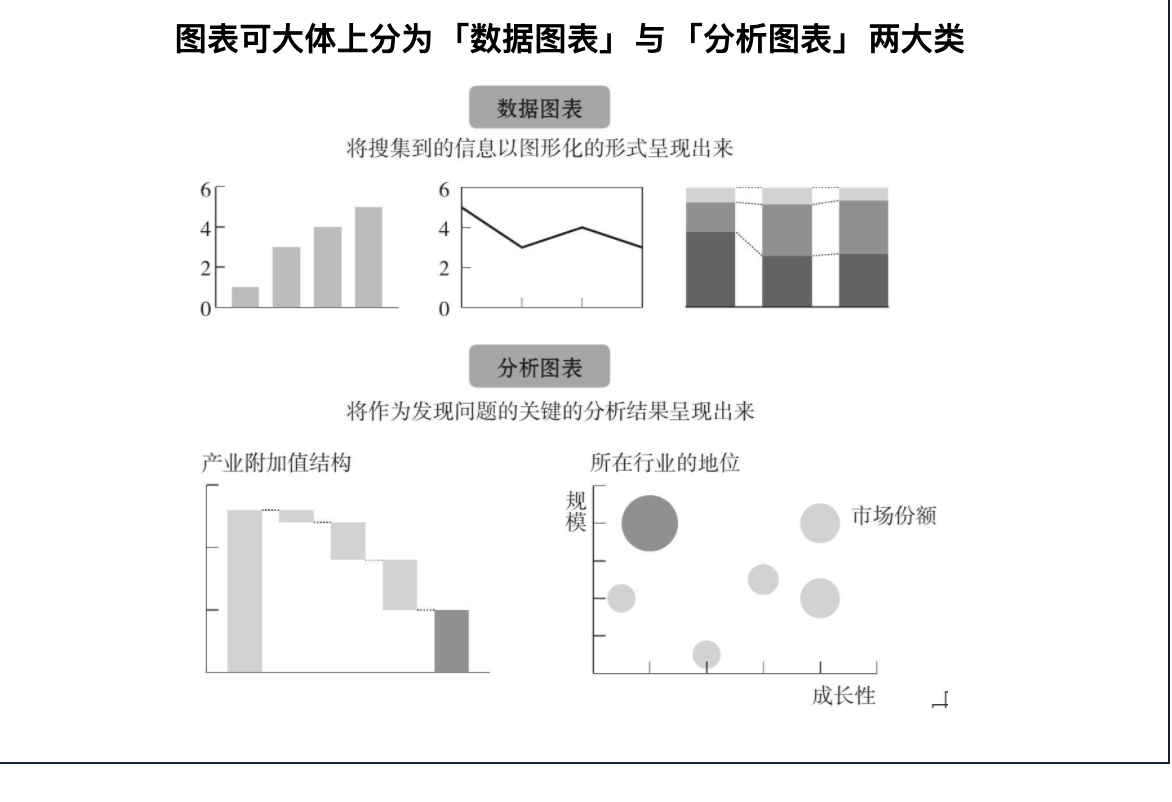 图表可大体上分为「数据图表」与「分析图表」两大类
数据图表
将搜集到的信息以图形化的形式呈现出来
6
4
2
0
6
4
2
0
分析图表
将作为发现问题的关键的分析结果呈现出来
产业附加值结构
所在行业的地位
规模
市场份额
成长性